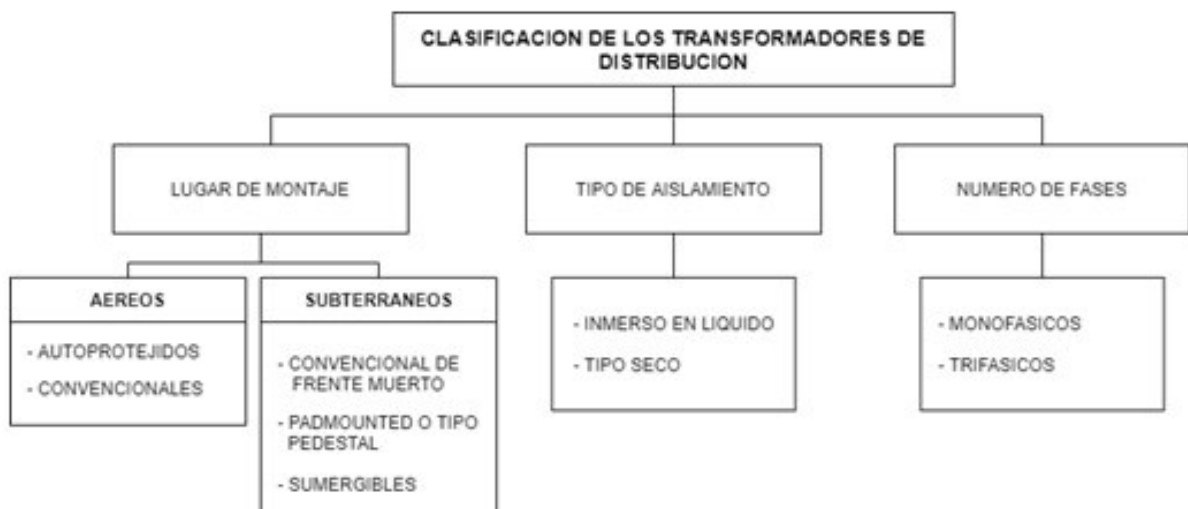 CLASIFICACION DE LOS TRANSFORMADORES DE
DISTRIBUCION
LUGAR DE MONTAJE
TIPO DE AISLAMIENTO
NUMERO DE FASES
AEREOS
- AUTOPROTEJIDOS
- CONVENCIONALES
SUBTERRANEOS
- CONVENCIONAL DE
FRENTE MUERTO
- PADMOUNTED O TIPO
PEDESTAL
- SUMERGIBLES
- INMERSO EN LIQUIDO
- TIPO SECO
- MONOFASICOS
- TRIFASICOS